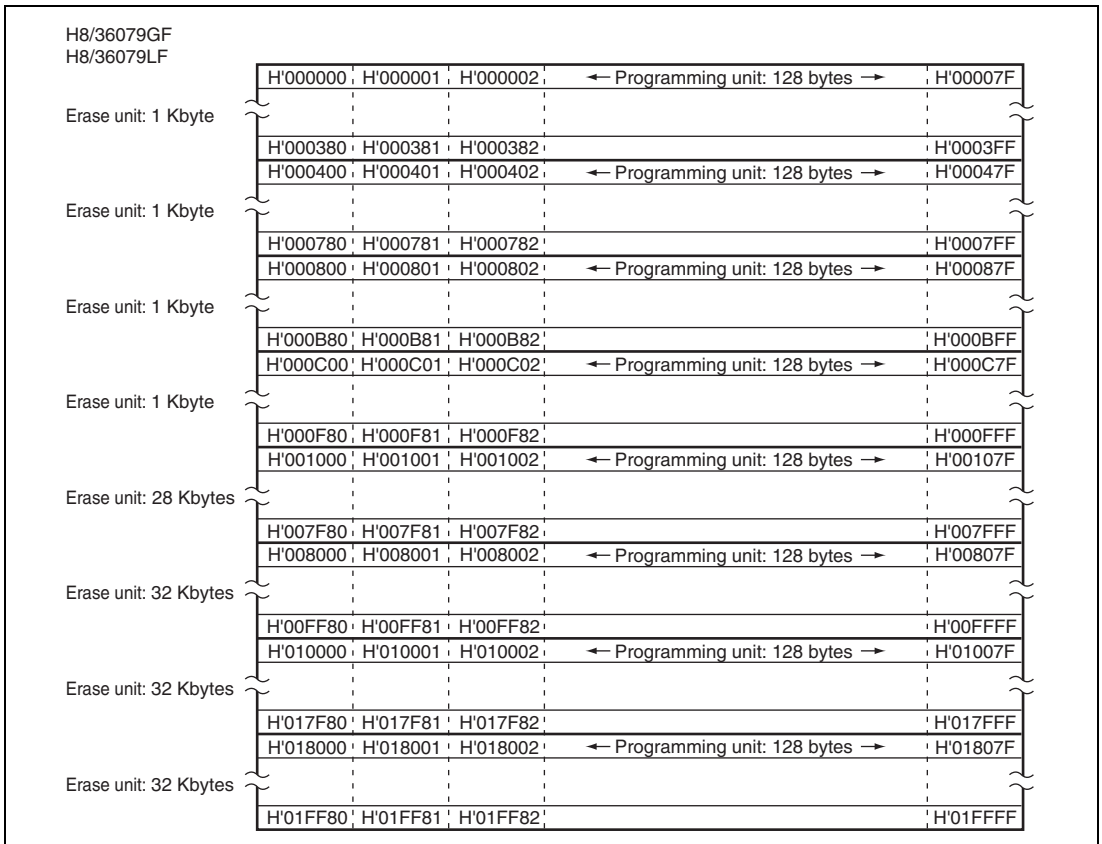 H8/36079GF
H8/36079LF
H'000000 H'000001 H'000002 ← Programming unit: 128 bytes → H'00007F
Erase unit: 1 Kbyte
H'000380 H'000381 H'000382 H'0003FF
H'000400 H'000401 H'000402 ← Programming unit: 128 bytes → H'00047F
Erase unit: 1 Kbyte
H'000780 H'000781 H'000782 H'0007FF
H'000800 H'000801 H'000802 ← Programming unit: 128 bytes → H'00087F
Erase unit: 1 Kbyte
H'000B80 H'000B81 H'000B82 H'000BFF
H'000C00 H'000C01 H'000C02 ← Programming unit: 128 bytes → H'000C7F
Erase unit: 1 Kbyte
H'000F80 H'000F81 H'000F82 H'000FFF
H'001000 H'001001 H'001002 ← Programming unit: 128 bytes → H'00107F
Erase unit: 28 Kbytes
H'007F80 H'007F81 H'007F82 H'007FFF
H'008000 H'008001 H'008002 ← Programming unit: 128 bytes → H'00807F
Erase unit: 32 Kbytes
H'00FF80 H'00FF81 H'00FF82 H'00FFFF
H'010000 H'010001 H'010002 ← Programming unit: 128 bytes → H'01007F
Erase unit: 32 Kbytes
H'017F80 H'017F81 H'017F82 H'017FFF
H'018000 H'018001 H'018002 ← Programming unit: 128 bytes → H'01807F
Erase unit: 32 Kbytes
H'01FF80 H'01FF81 H'01FF82 H'01FFFF